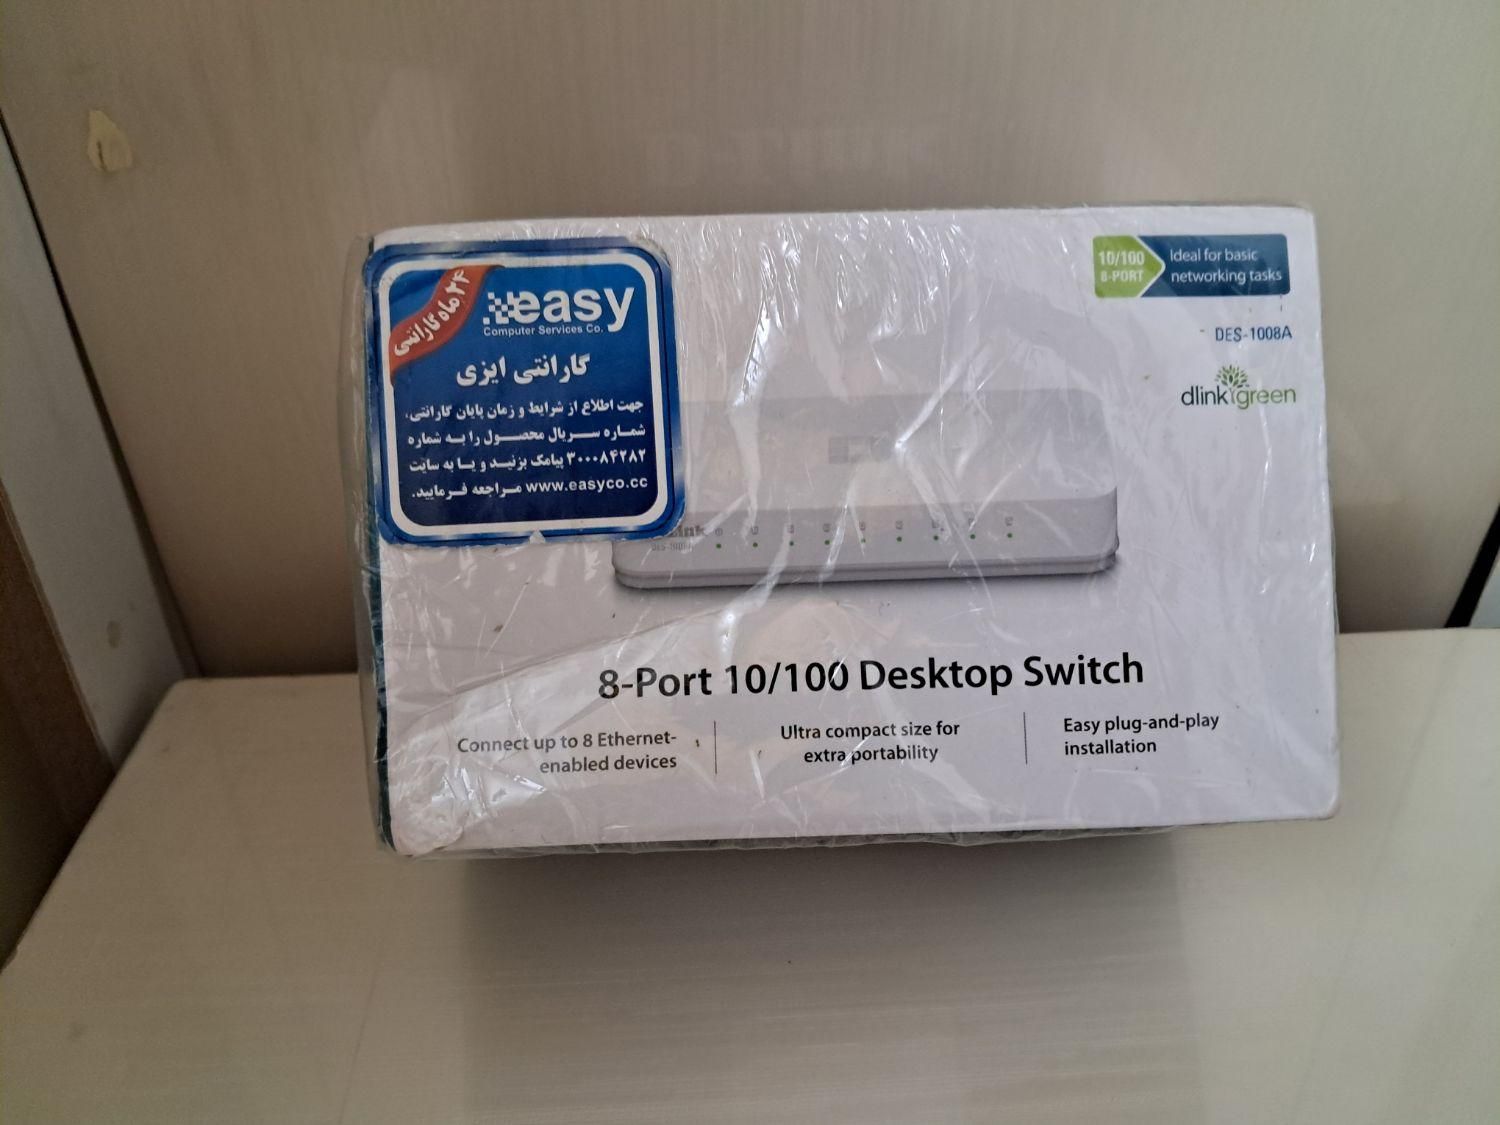 ۲۴ ماه گارانتی
easy
Computer Services Co.
گارانتی ایزی
جهت اطلاع از شرایط و زمان پایان گارانتی،
شماره سریال محصول را به شماره
۳۰۰۰۸۴۲۸۲ پیامک بزنید و یا به سایت
www.easyco.cc مراجعه فرمایید.
10/100
8-PORT
Ideal for basic
networking tasks
DES-1008A
dlinkgreen
DES-1008A
8-Port 10/100 Desktop Switch
Connect up to 8 Ethernet-
enabled devices
Ultra compact size for
extra portability
Easy plug-and-play
installation